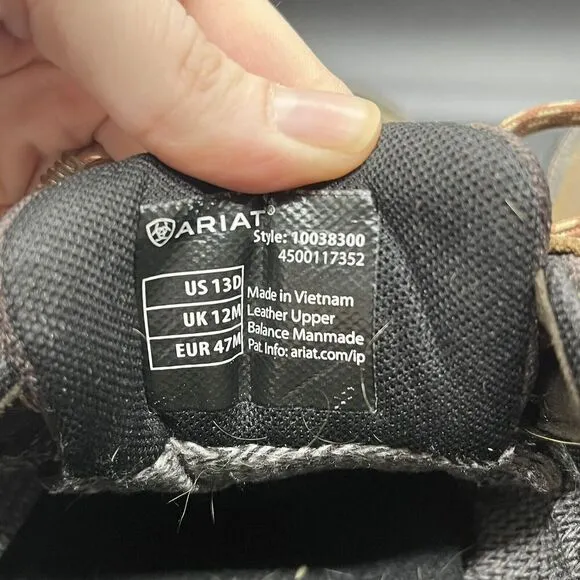 ARIAT®
Style: 10038300
4500117352
US 13D
UK 12M
EUR 47M
Made in Vietnam
Leather Upper
Balance Manmade
Pat Info: ariat.com/ip